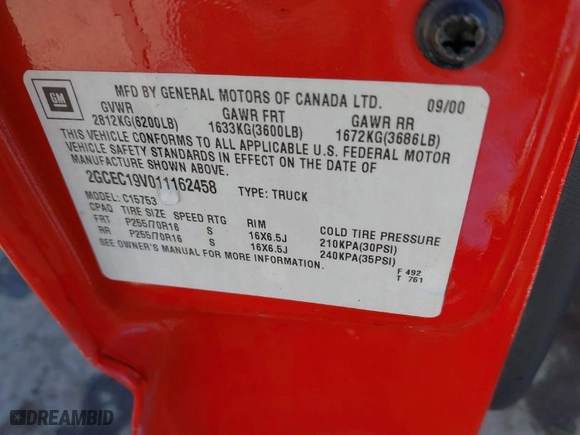 GM
MFD BY GENERAL MOTORS OF CANADA LTD. 09/00
GVWR GAWR FRT GAWR RR
2812KG(6200LB) 1633KG(3600LB) 1672KG(3686LB)
THIS VEHICLE CONFORMS TO ALL APPLICABLE U.S. FEDERAL MOTOR
VEHICLE SAFETY STANDARDS IN EFFECT ON THE DATE OF
MANUFACTURE SHOWN ABOVE.
2GCEC19V011162458 TYPE: TRUCK
MODEL: C15753
CPAQ TIRE SIZE SPEED RTG RIM COLD TIRE PRESSURE
FRT P255/70R16 S 16X6.5J 210KPA(30PSI)
RR P255/70R16 S 16X6.5J 240KPA(35PSI)
SEE OWNER'S MANUAL FOR MORE INFORMATION.
F 492
T 761
DREAMBID